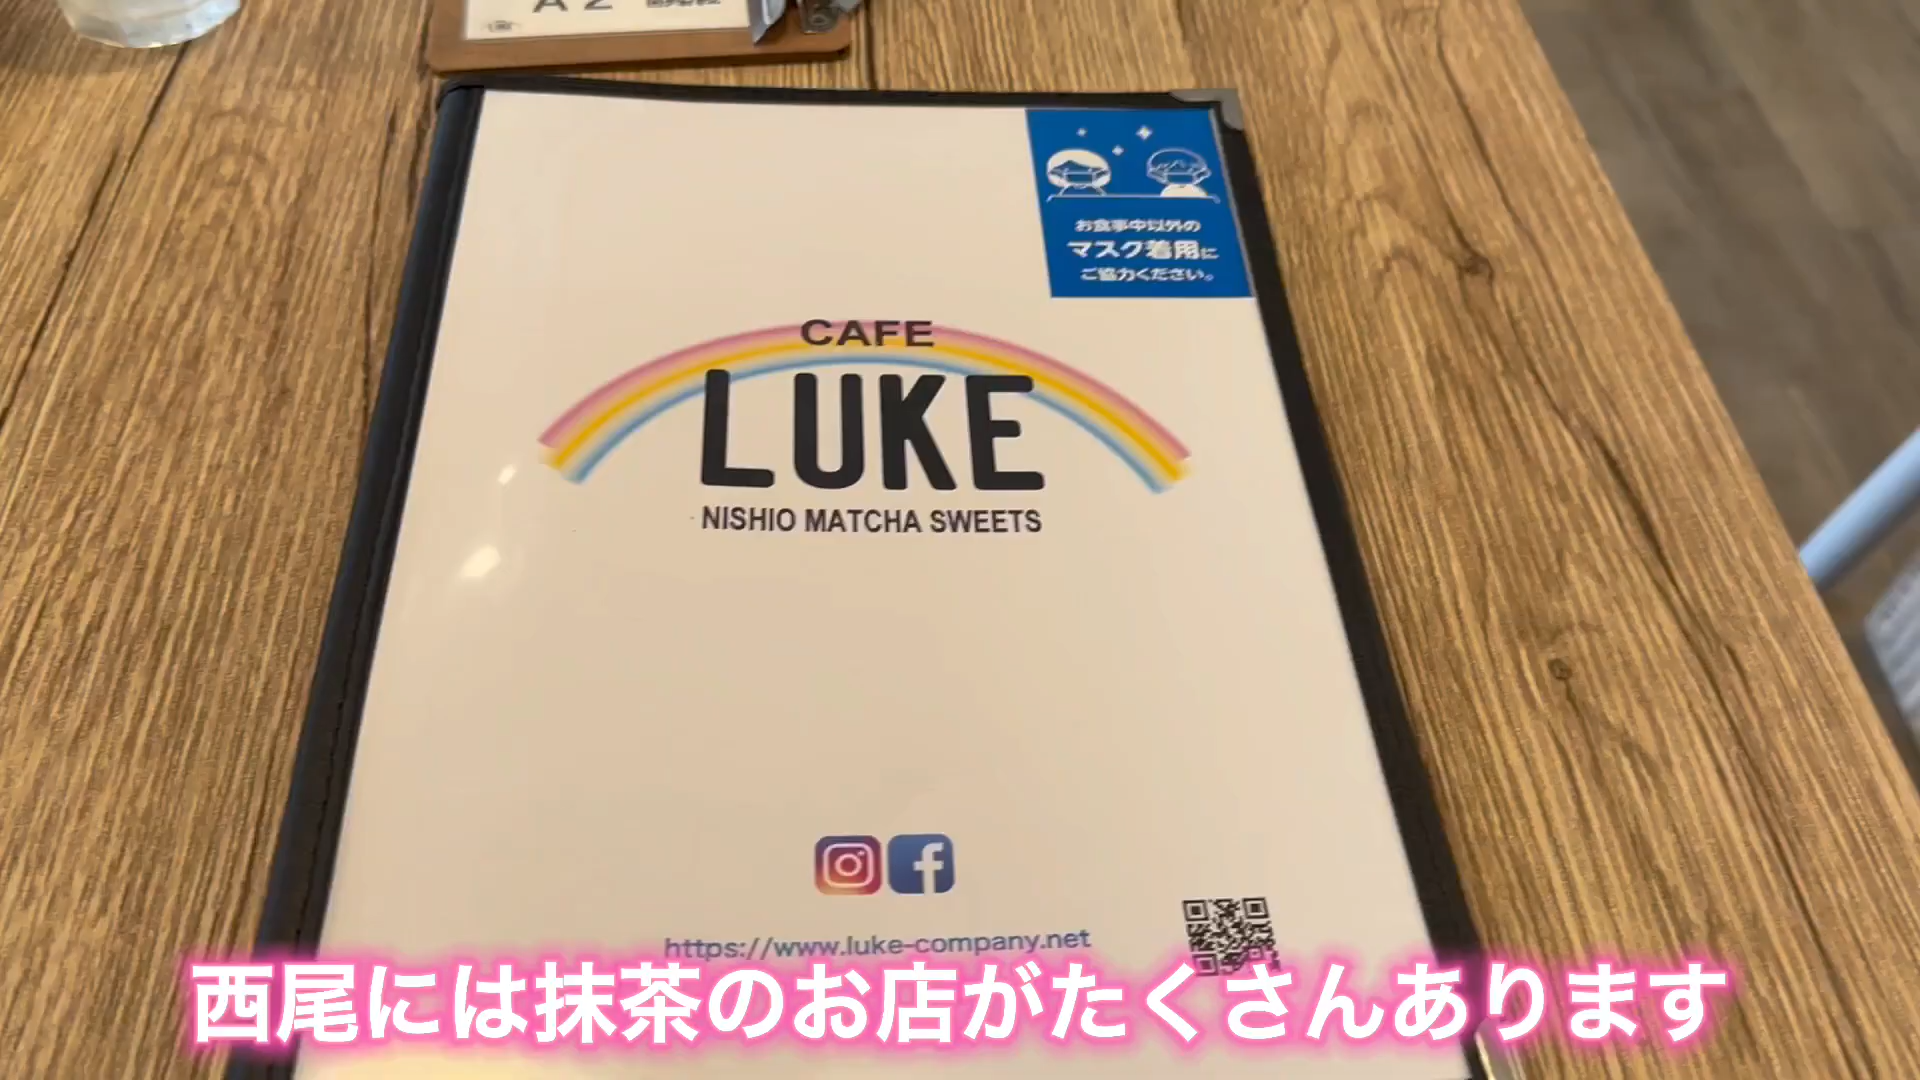 A2
お食事中以外の
マスク着用に
ご協力ください。
CAFE
LUKE
NISHIO MATCHA SWEETS
https://www.luke-company.net
西尾には抹茶のお店がたくさんあります